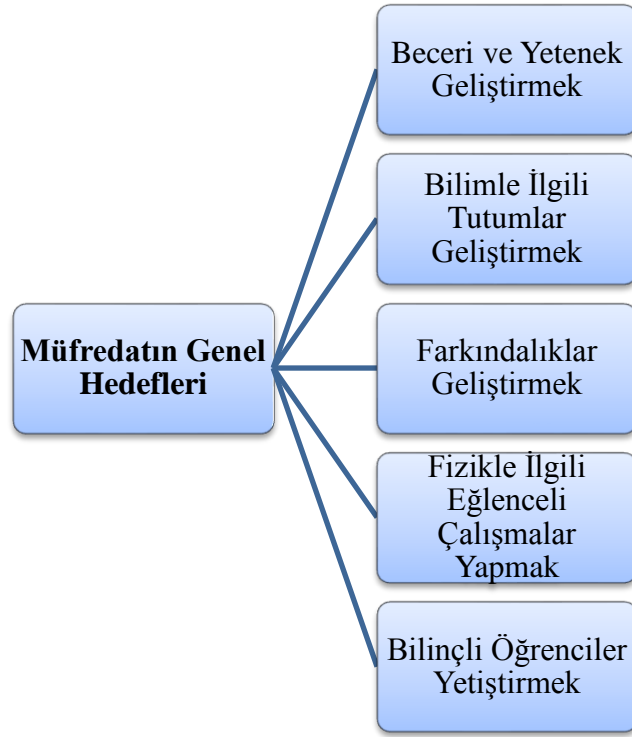 Beceri ve Yetenek
Geliştirmek
Bilimle İlgili
Tutumlar
Geliştirmek
Müfredatın Genel
Hedefleri
Farkındalıklar
Geliştirmek
Fizikle İlgili
Eğlenceli
Çalışmalar
Yapmak
Bilinçli Öğrenciler
Yetiştirmek